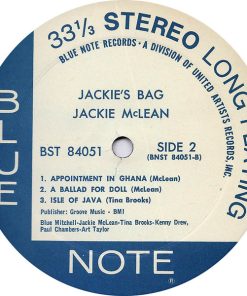 33 1/3 STEREO LONG PLAYING
BLUE NOTE RECORDS • A DIVISION OF UNITED ARTISTS RECORDS, INC.
JACKIE'S BAG
JACKIE McLEAN
BST 84051
SIDE 2
(BNST 84051-B)
1. APPOINTMENT IN GHANA (McLean)
2. A BALLAD FOR DOLL (McLean)
3. ISLE OF JAVA (Tina Brooks)
Publisher: Groove Music - BMI
Blue Mitchell-Jackie McLean-Tina Brooks-Kenny Drew,
Paul Chambers-Art Taylor
BLUE
NOTE
®